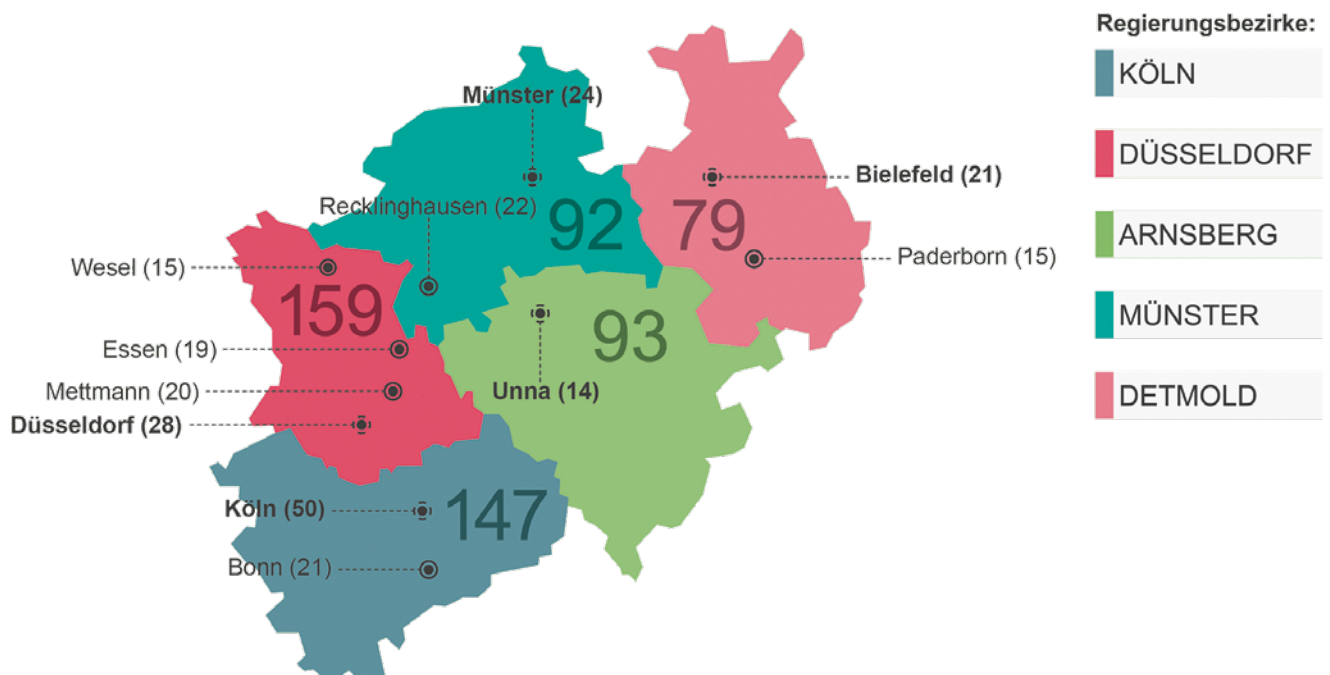 Regierungsbezirke:
KÖLN
DÜSSELDORF
ARNSBERG
MÜNSTER
DETMOLD
Münster (24)
Bielefeld (21)
Recklinghausen (22)
92
79
Paderborn (15)
Wesel (15)
159
93
Essen (19)
Mettmann (20)
Unna (14)
Düsseldorf (28)
Köln (50)
147
Bonn (21)